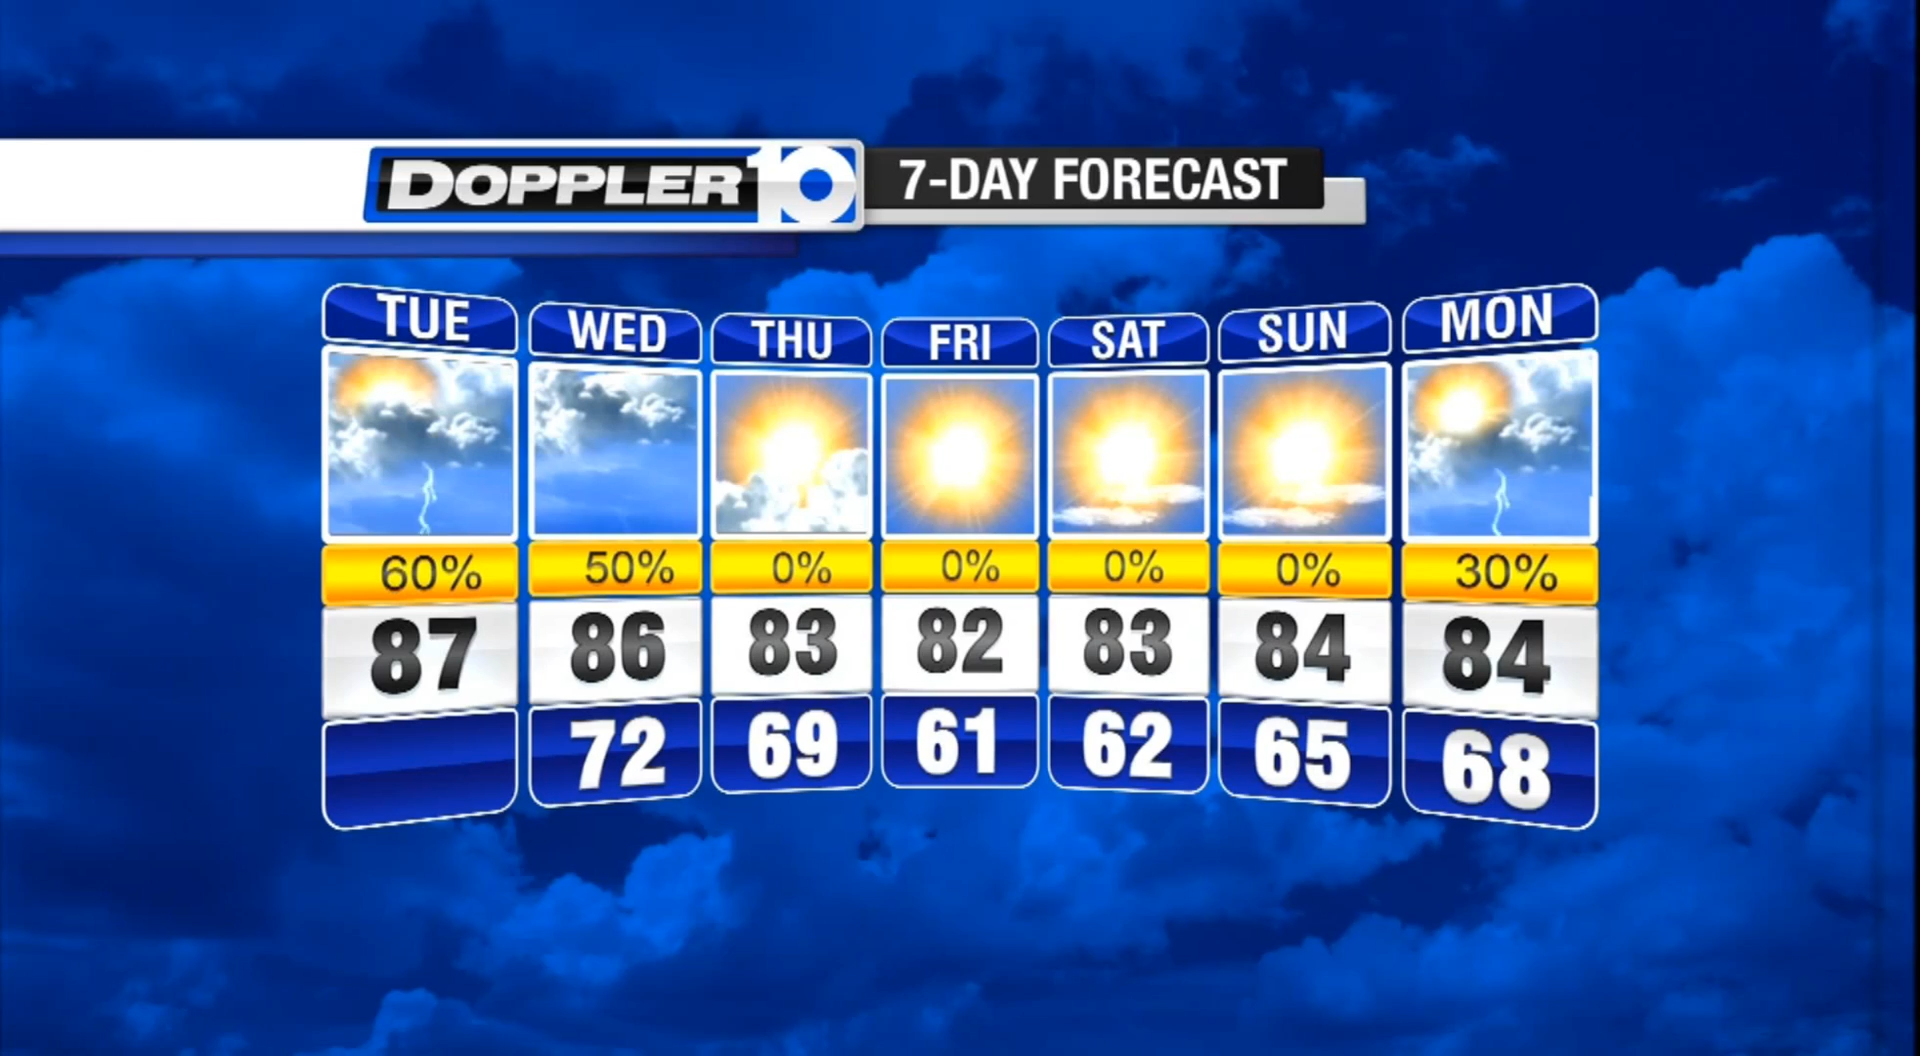 DOPPLER 10 7-DAY FORECAST
TUE WED THU FRI SAT SUN MON
60% 50% 0% 0% 0% 0% 30%
87 86 83 82 83 84 84
72 69 61 62 65 68